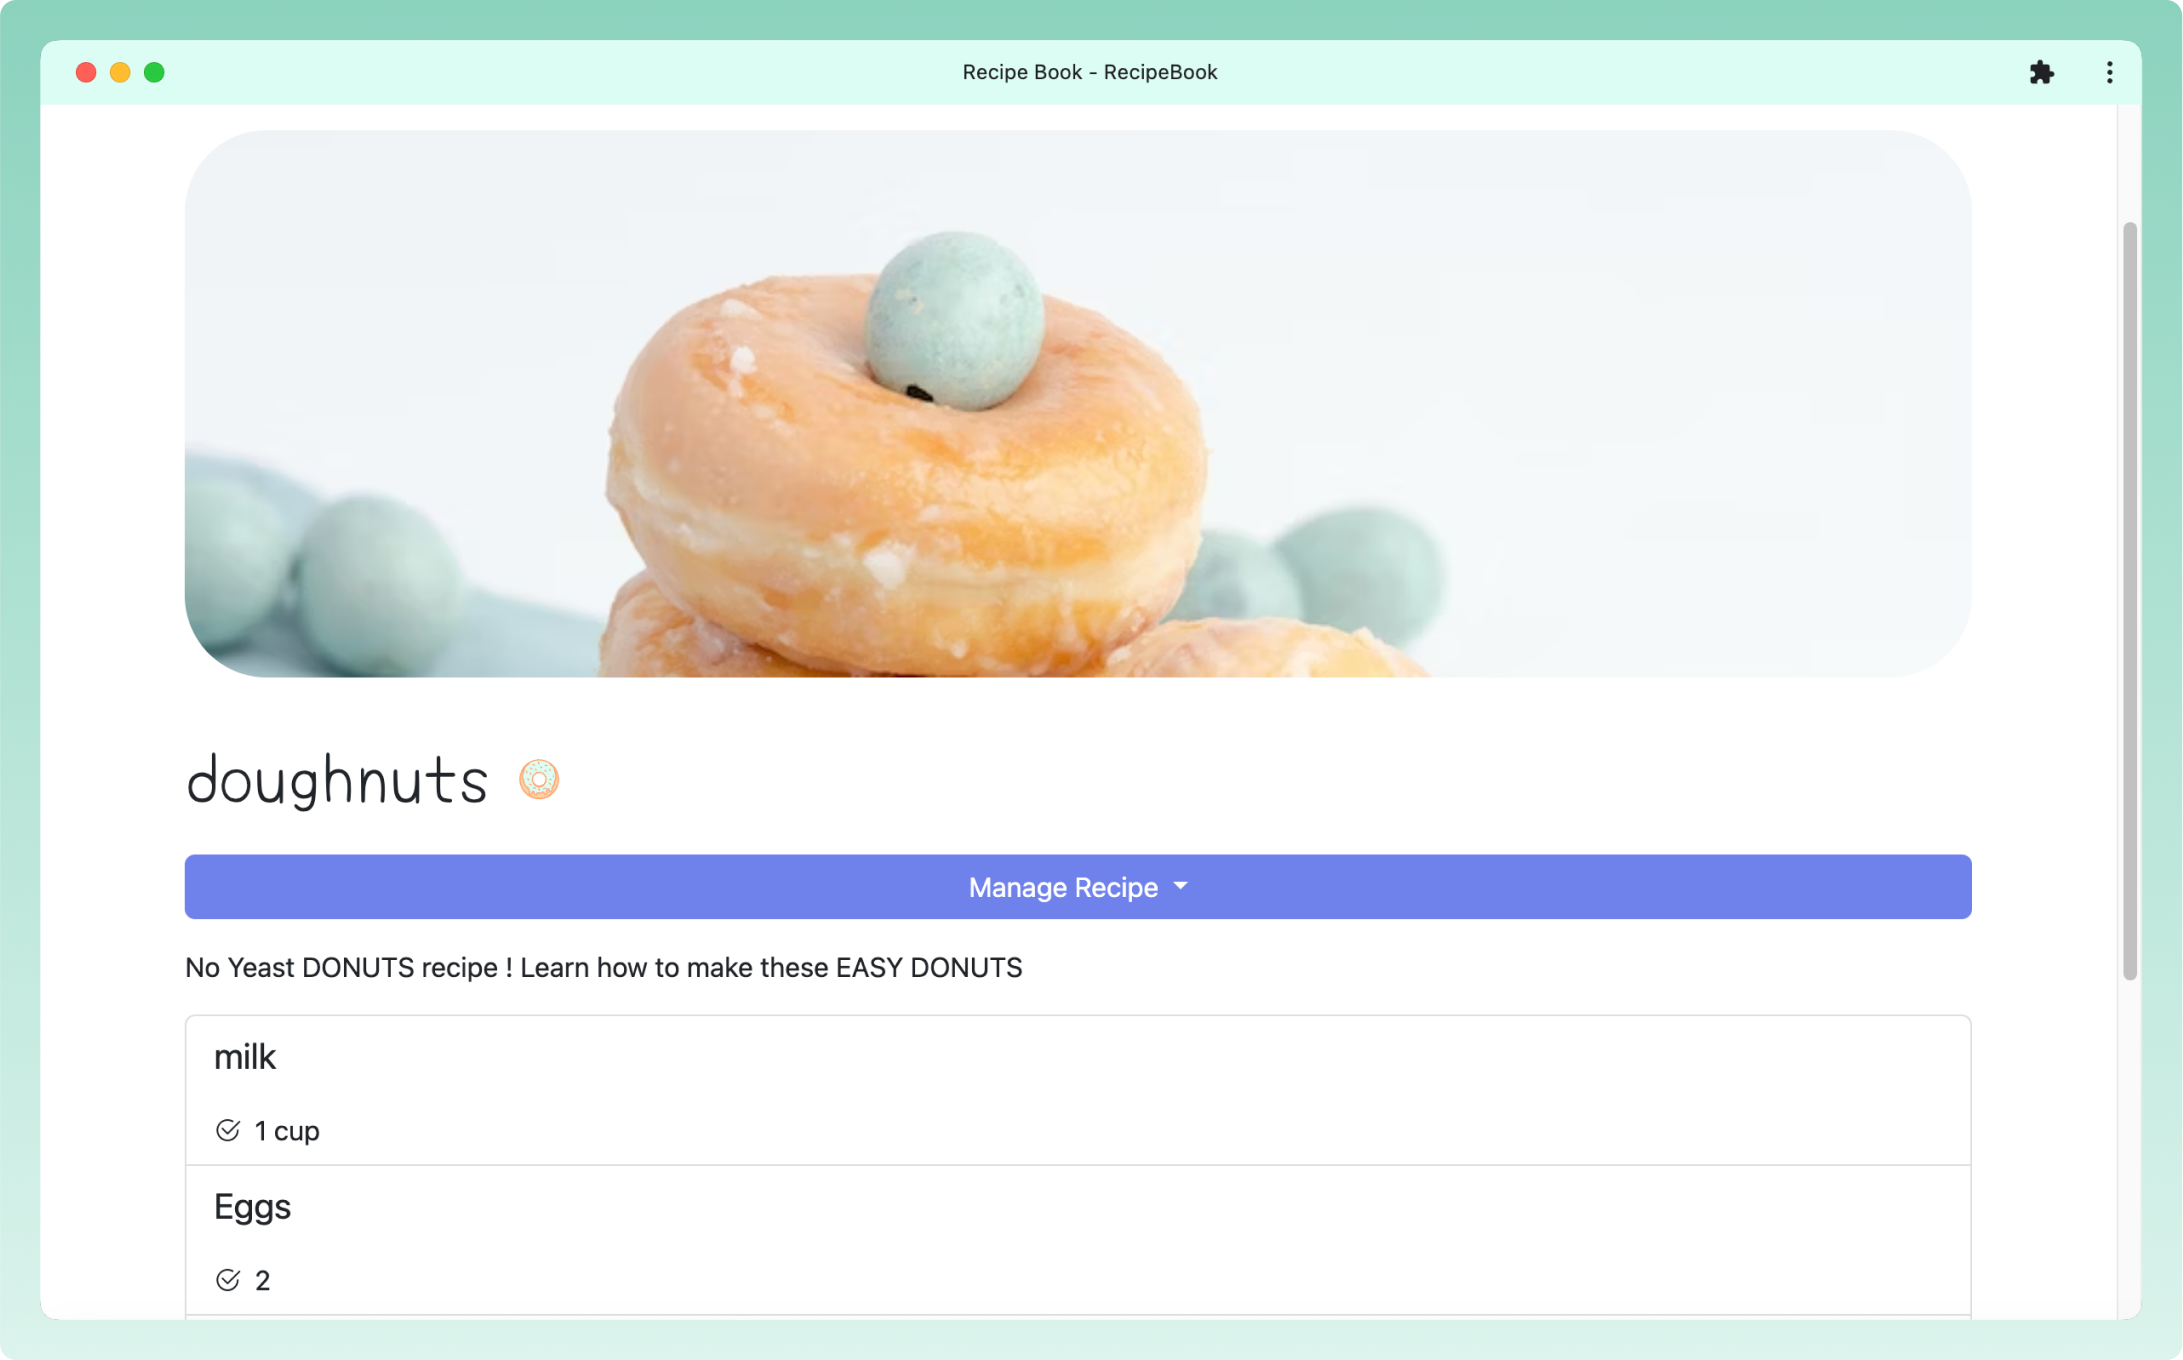 Recipe Book - RecipeBook
doughnuts
Manage Recipe
No Yeast DONUTS recipe ! Learn how to make these EASY DONUTS
milk
1 cup
Eggs
2